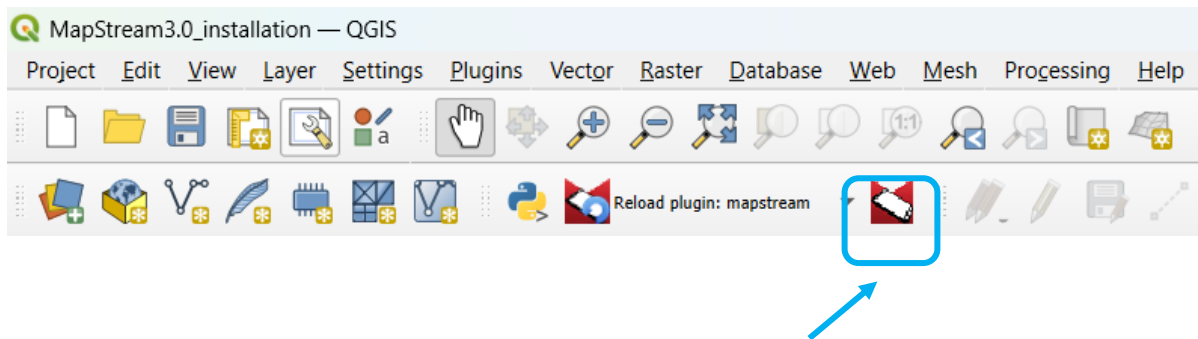 MapStream3.0_installation — QGIS
Project Edit View Layer Settings Plugins Vector Raster Database Web Mesh Processing Help
a 1:1
Reload plugin: mapstream